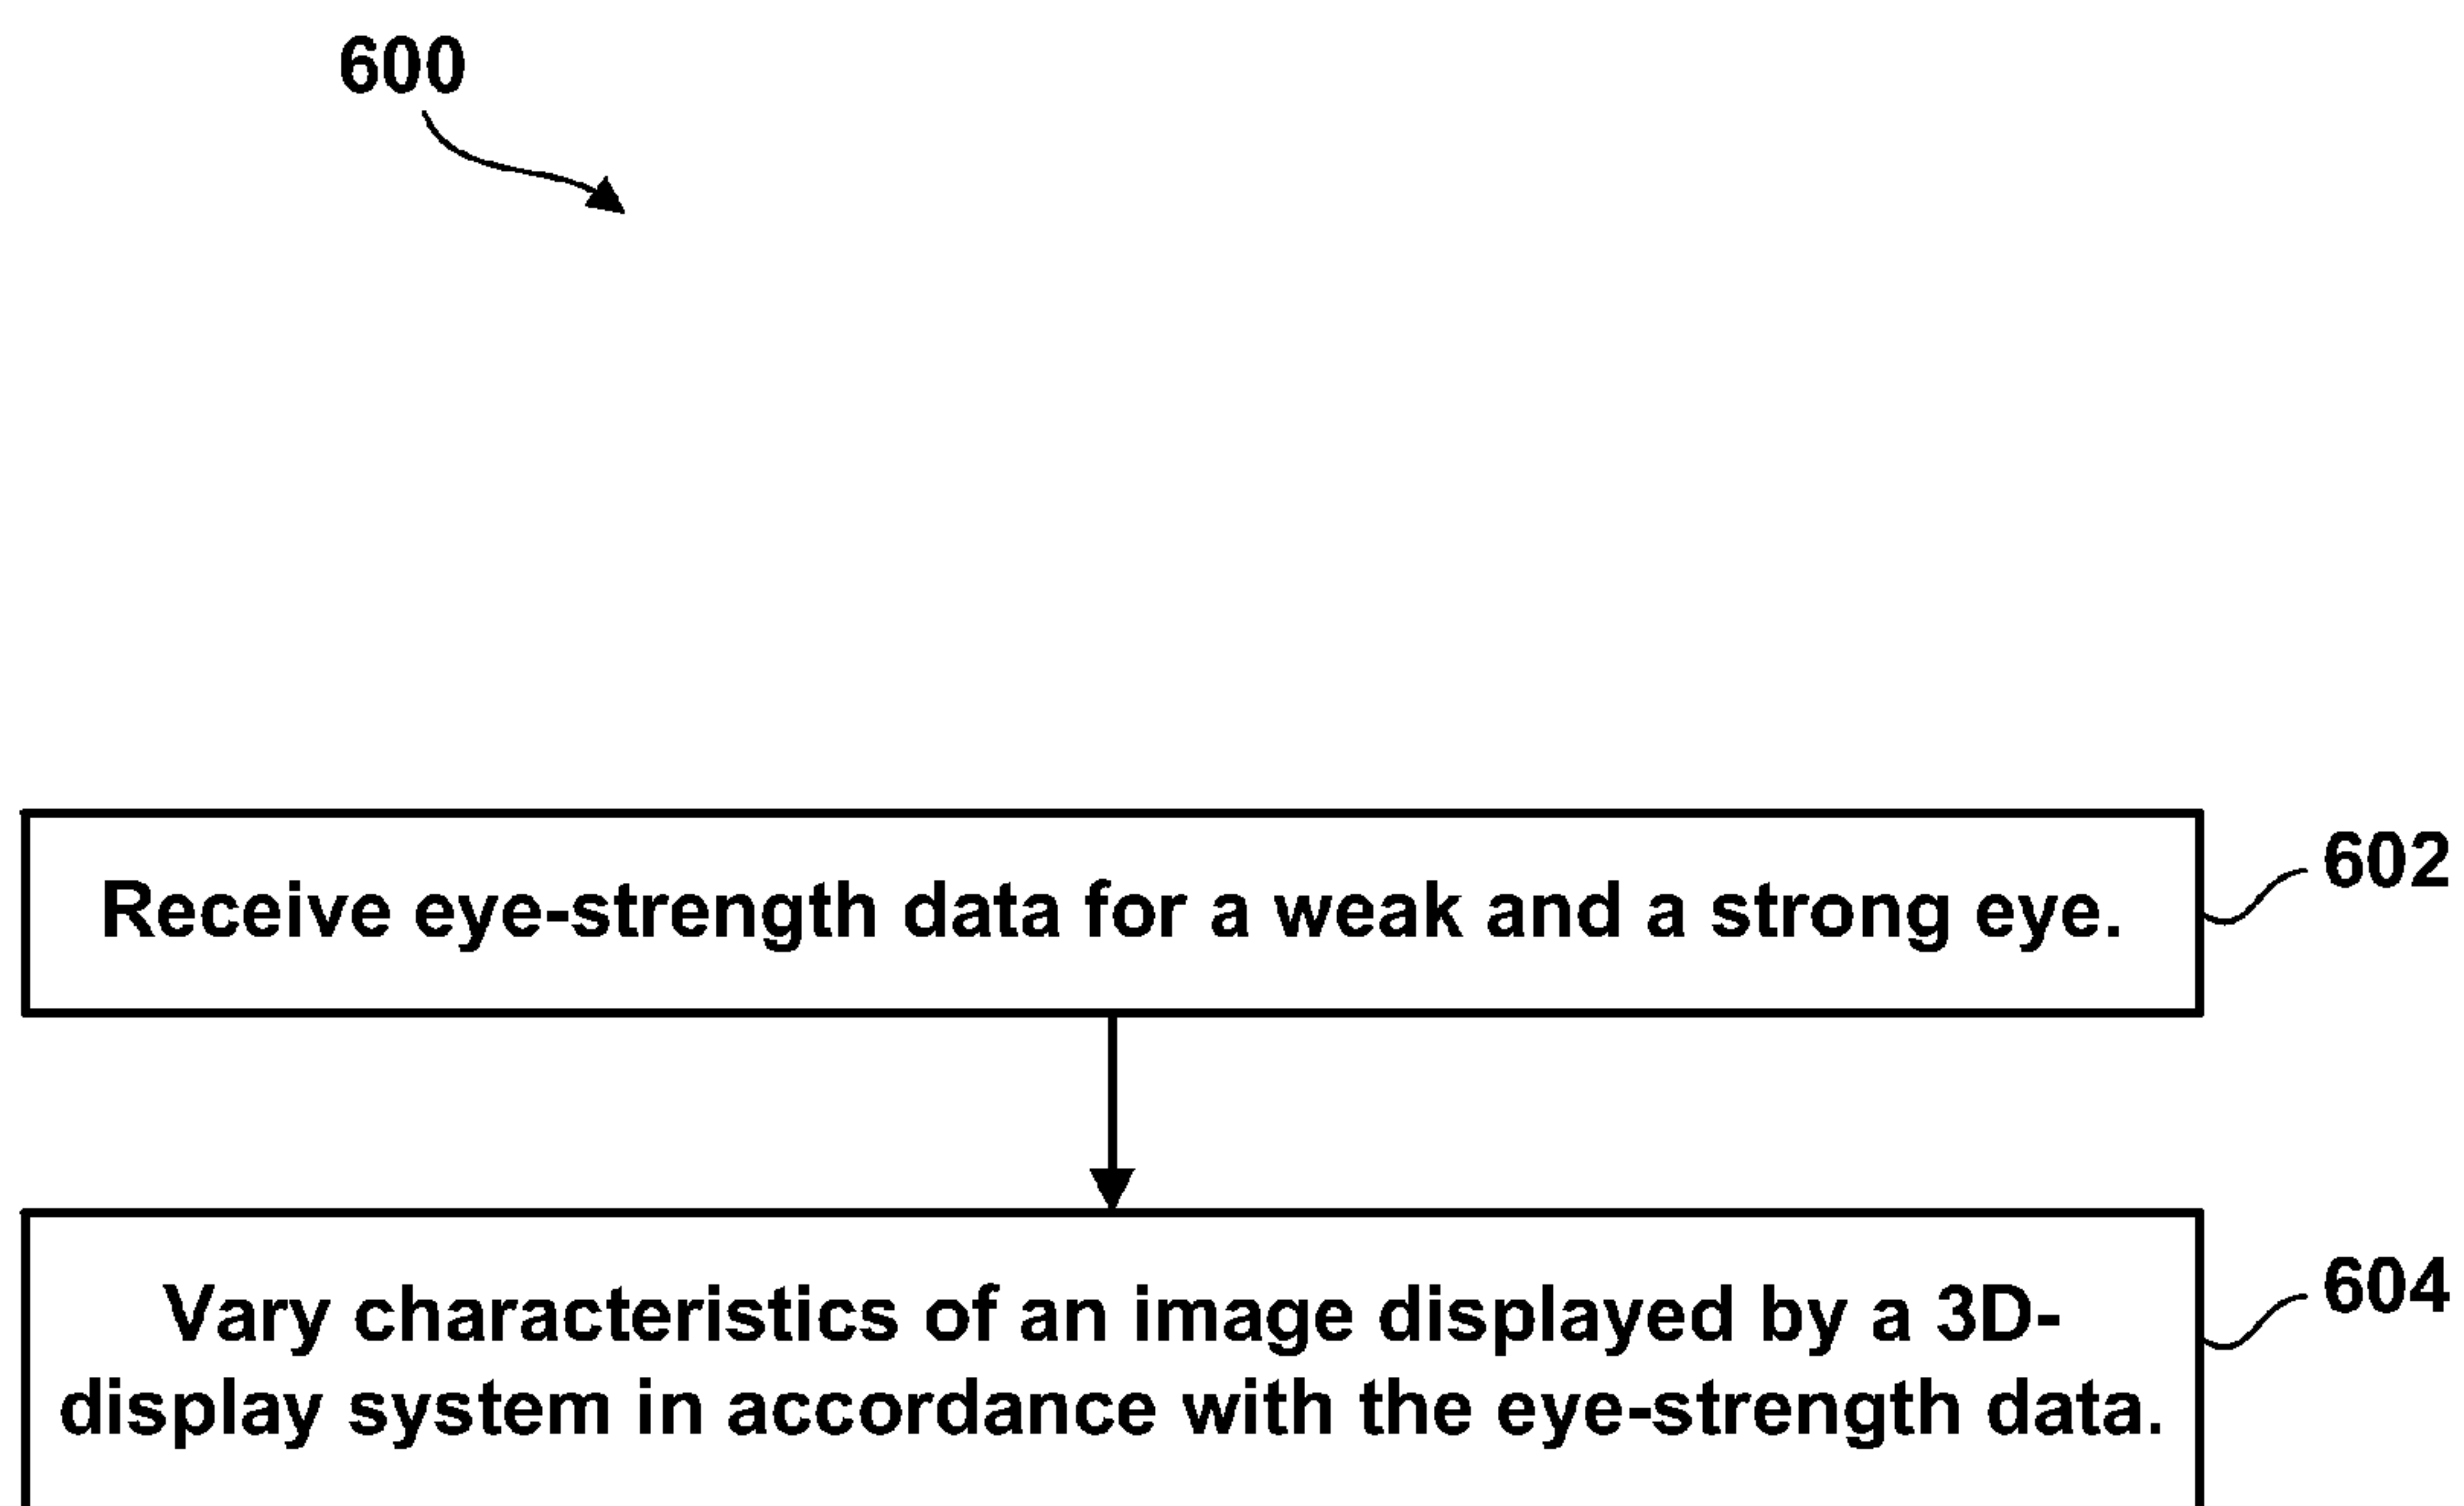 600
Receive eye-strength data for a weak and a strong eye.
602
Vary characteristics of an image displayed by a 3D-
display system in accordance with the eye-strength data.
604